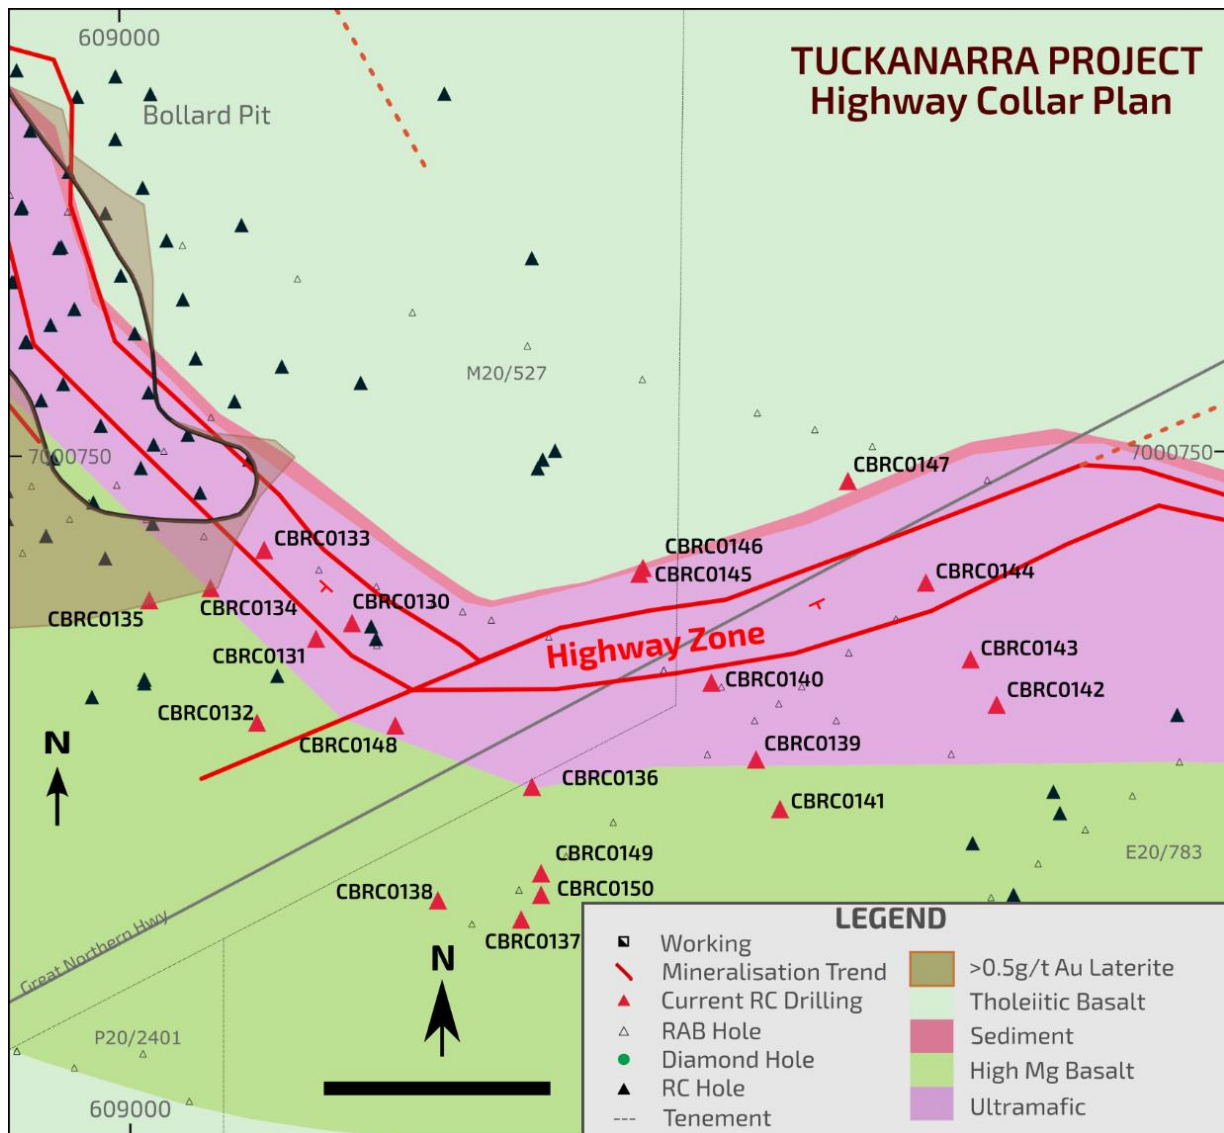 609000
TUCKANARRA PROJECT
Highway Collar Plan
Bollard Pit
M20/527
7000750
7000750
CBRC0147
CBRC0133
CBRC0146
CBRC0145
CBRC0144
CBRC0134
CBRC0130
CBRC0135
CBRC0131
Highway Zone
CBRC0143
CBRC0140
CBRC0142
CBRC0132
CBRC0148
CBRC0139
N
CBRC0136
CBRC0141
E20/783
CBRC0149
CBRC0138
CBRC0150
CBRC0137
Great Northern Hwy
N
P20/2401
609000
LEGEND
Working
Mineralisation Trend
Current RC Drilling
RAB Hole
Diamond Hole
RC Hole
Tenement
>0.5g/t Au Laterite
Tholeiitic Basalt
Sediment
High Mg Basalt
Ultramafic